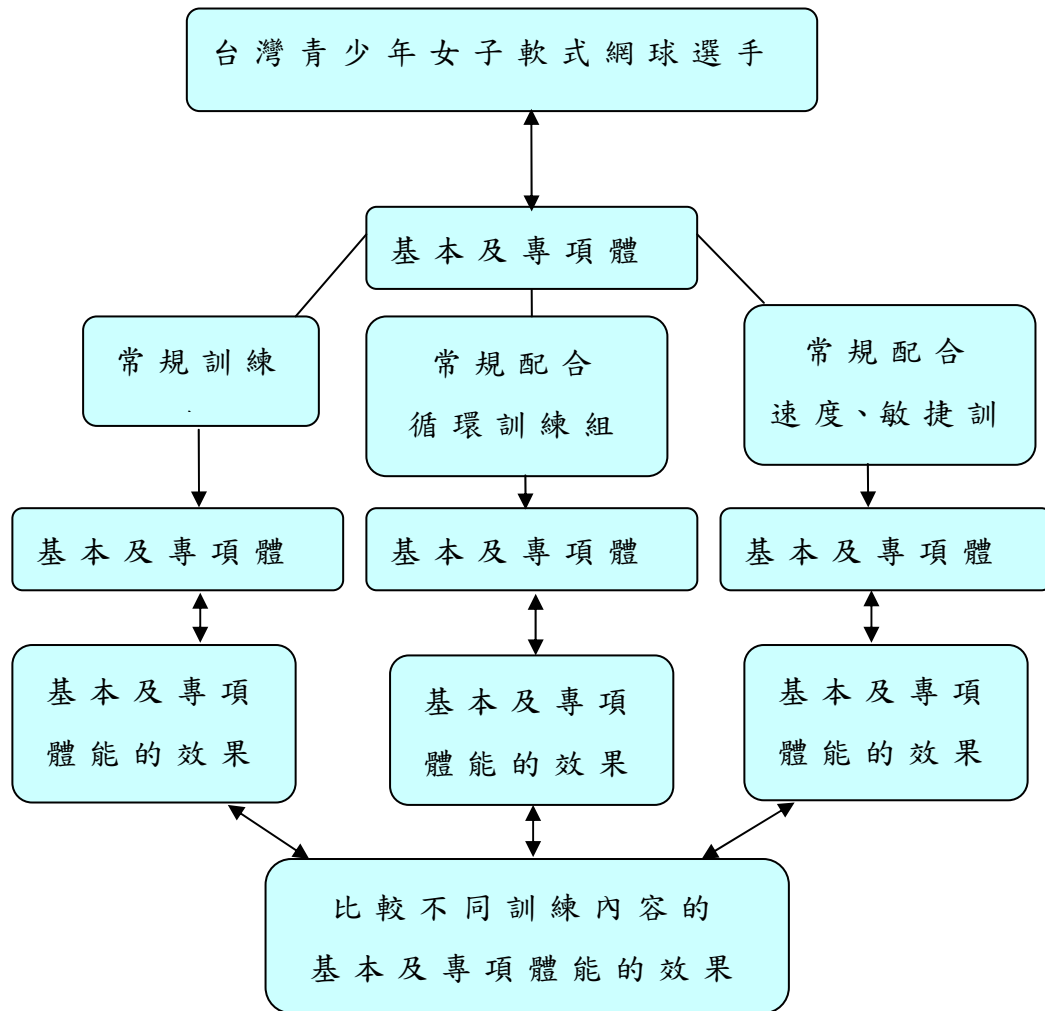 台灣青少年女子軟式網球選手
基本及專項體
常規訓練
常規配合
循環訓練組
常規配合
速度、敏捷訓
基本及專項體
基本及專項體
基本及專項體
基本及專項
體能的效果
基本及專項
體能的效果
基本及專項
體能的效果
比較不同訓練內容的
基本及專項體能的效果